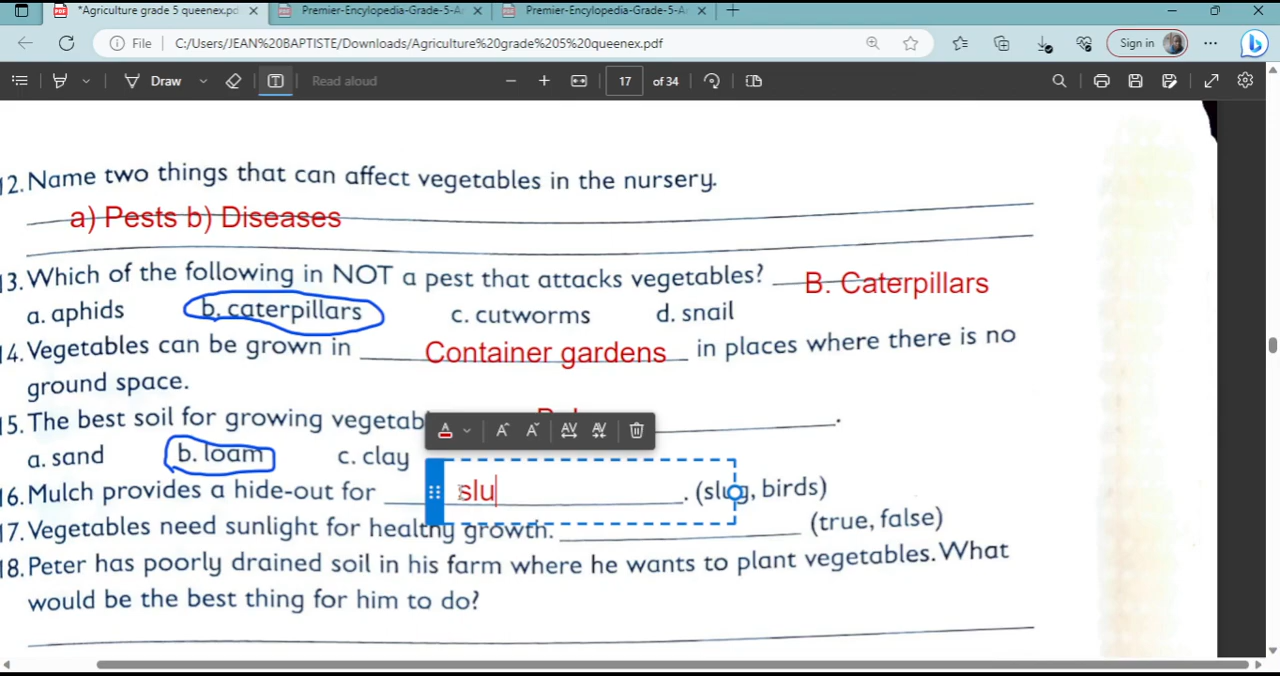 *Agriculture grade 5 queenex.pd
Premier-Encylopedia-Grade-5-A
Premier-Encylopedia-Grade-5-A
File C:/Users/JEAN%20BAPTISTE/Downloads/Agriculture%20grade%205%20queenex.pdf Sign in
Draw Read aloud 17 of 34
12. Name two things that can affect vegetables in the nursery.
a) Pests b) Diseases
13. Which of the following in NOT a pest that attacks vegetables? B. Caterpillars
a. aphids b. caterpillars c. cutworms d. snail
14. Vegetables can be grown in Container gardens in places where there is no
ground space.
15. The best soil for growing vegetab
a. sand b. loam c. clay
16. Mulch provides a hide-out for slu. (slug, birds)
17. Vegetables need sunlight for healthy growth. (true, false)
18. Peter has poorly drained soil in his farm where he wants to plant vegetables. What
would be the best thing for him to do?